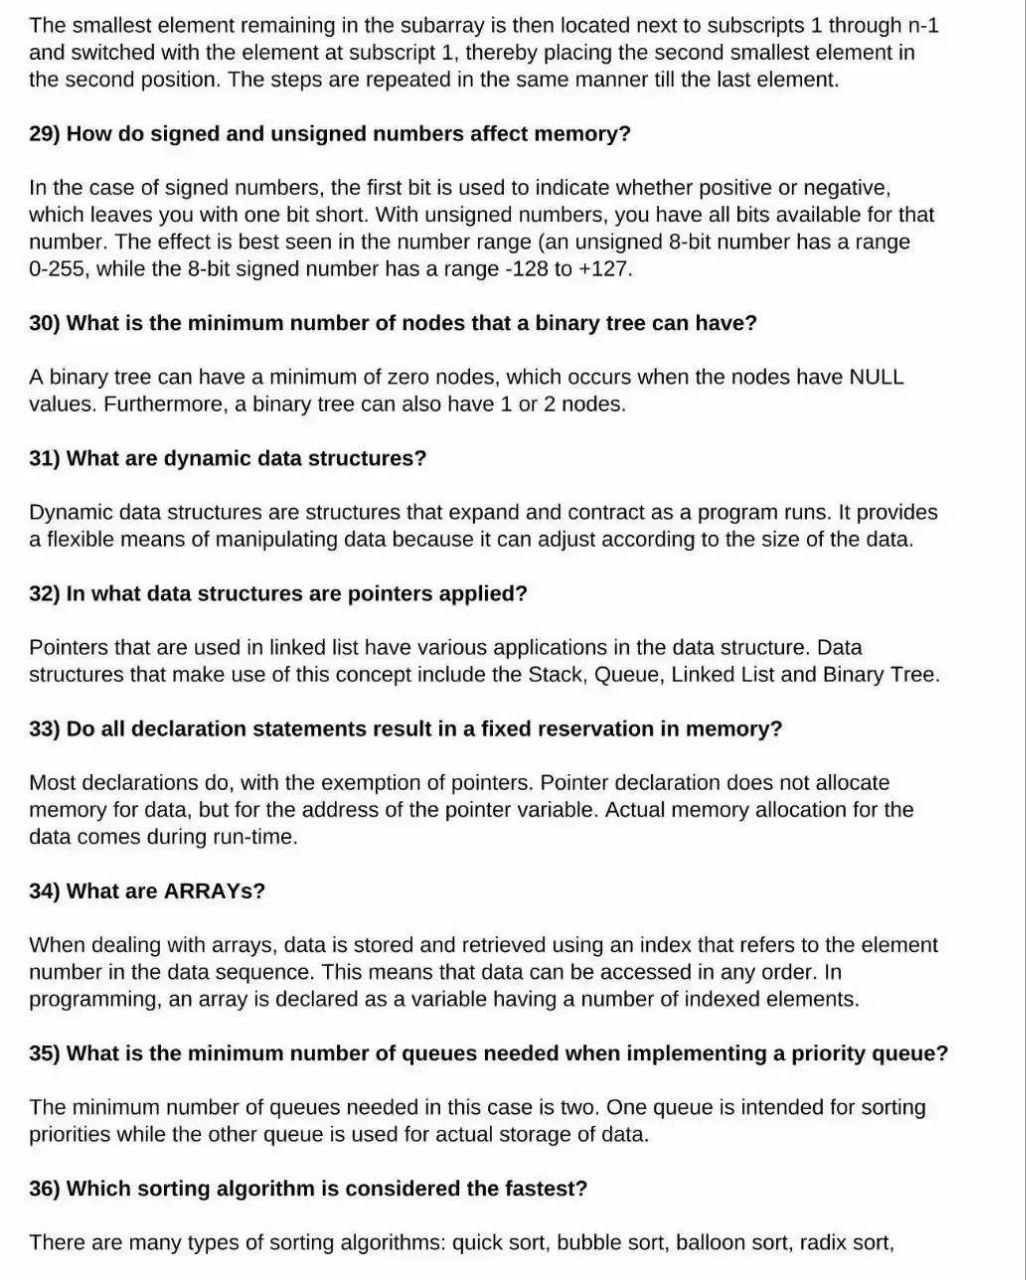 The smallest element remaining in the subarray is then located next to subscripts 1 through n-1
and switched with the element at subscript 1, thereby placing the second smallest element in
the second position. The steps are repeated in the same manner till the last element.
29) How do signed and unsigned numbers affect memory?
In the case of signed numbers, the first bit is used to indicate whether positive or negative,
which leaves you with one bit short. With unsigned numbers, you have all bits available for that
number. The effect is best seen in the number range (an unsigned 8-bit number has a range
0-255, while the 8-bit signed number has a range -128 to +127.
30) What is the minimum number of nodes that a binary tree can have?
A binary tree can have a minimum of zero nodes, which occurs when the nodes have NULL
values. Furthermore, a binary tree can also have 1 or 2 nodes.
31) What are dynamic data structures?
Dynamic data structures are structures that expand and contract as a program runs. It provides
a flexible means of manipulating data because it can adjust according to the size of the data.
32) In what data structures are pointers applied?
Pointers that are used in linked list have various applications in the data structure. Data
structures that make use of this concept include the Stack, Queue, Linked List and Binary Tree.
33) Do all declaration statements result in a fixed reservation in memory?
Most declarations do, with the exemption of pointers. Pointer declaration does not allocate
memory for data, but for the address of the pointer variable. Actual memory allocation for the
data comes during run-time.
34) What are ARRAYs?
When dealing with arrays, data is stored and retrieved using an index that refers to the element
number in the data sequence. This means that data can be accessed in any order. In
programming, an array is declared as a variable having a number of indexed elements.
35) What is the minimum number of queues needed when implementing a priority queue?
The minimum number of queues needed in this case is two. One queue is intended for sorting
priorities while the other queue is used for actual storage of data.
36) Which sorting algorithm is considered the fastest?
There are many types of sorting algorithms: quick sort, bubble sort, balloon sort, radix sort,